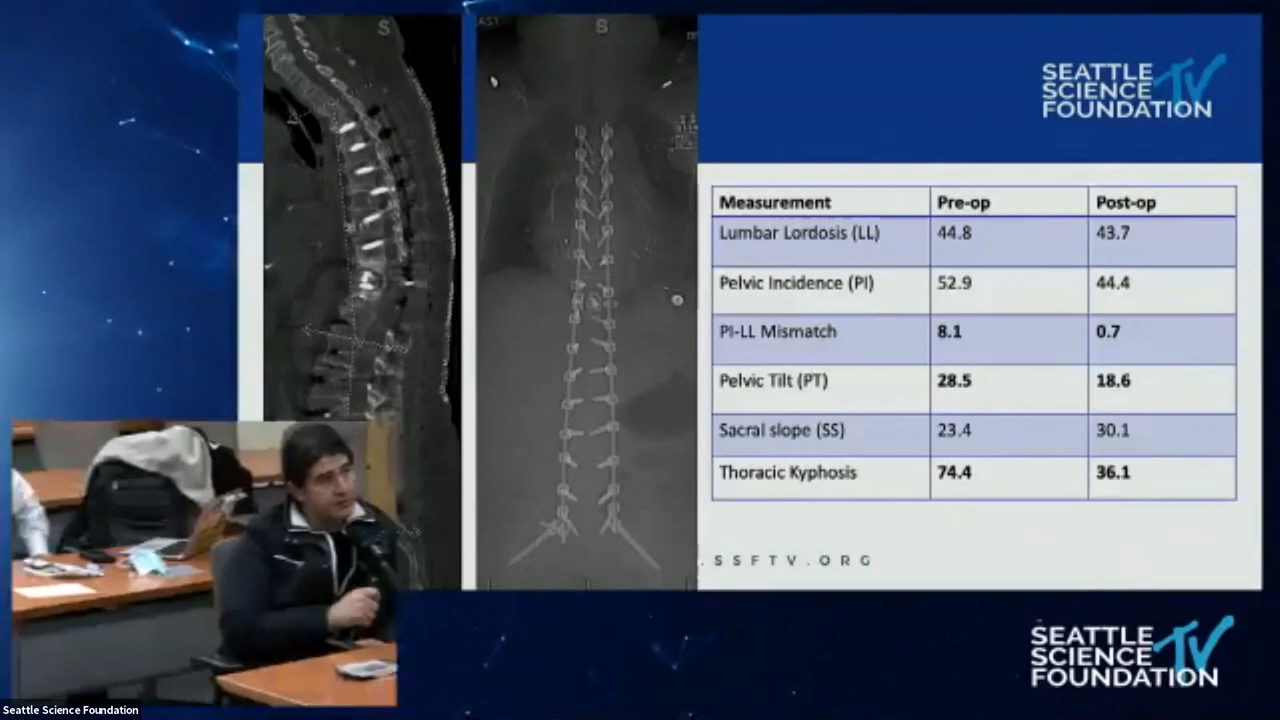 S
S
SEATTLE
SCIENCE
FOUNDATION
TV
Measurement Pre-op Post-op
Lumbar Lordosis (LL) 44.8 43.7
Pelvic Incidence (PI) 52.9 44.4
PI-LL Mismatch 8.1 0.7
Pelvic Tilt (PT) 28.5 18.6
Sacral slope (SS) 23.4 30.1
Thoracic Kyphosis 74.4 36.1
.SSFTV.ORG
SEATTLE
SCIENCE
FOUNDATION
TV
Seattle Science Foundation